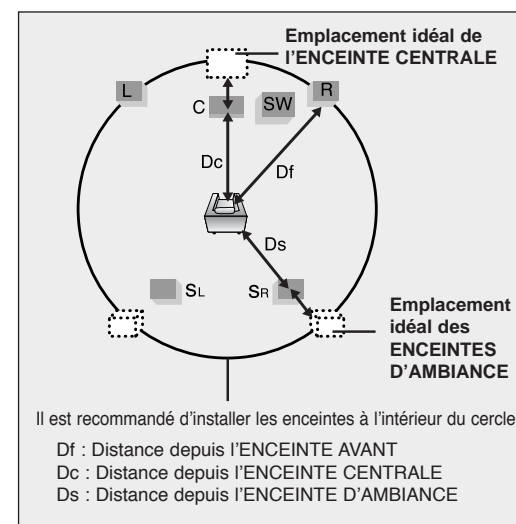 Emplacement idéal de
l'ENCEINTE CENTRALE
L
C
SW
R
Dc
Df
Ds
SL
SR
Emplacement
idéal des
ENCEINTES
D'AMBIANCE
Il est recommandé d'installer les enceintes à l'intérieur du cercle
Df : Distance depuis l'ENCEINTE AVANT
Dc : Distance depuis l'ENCEINTE CENTRALE
Ds : Distance depuis l'ENCEINTE D'AMBIANCE